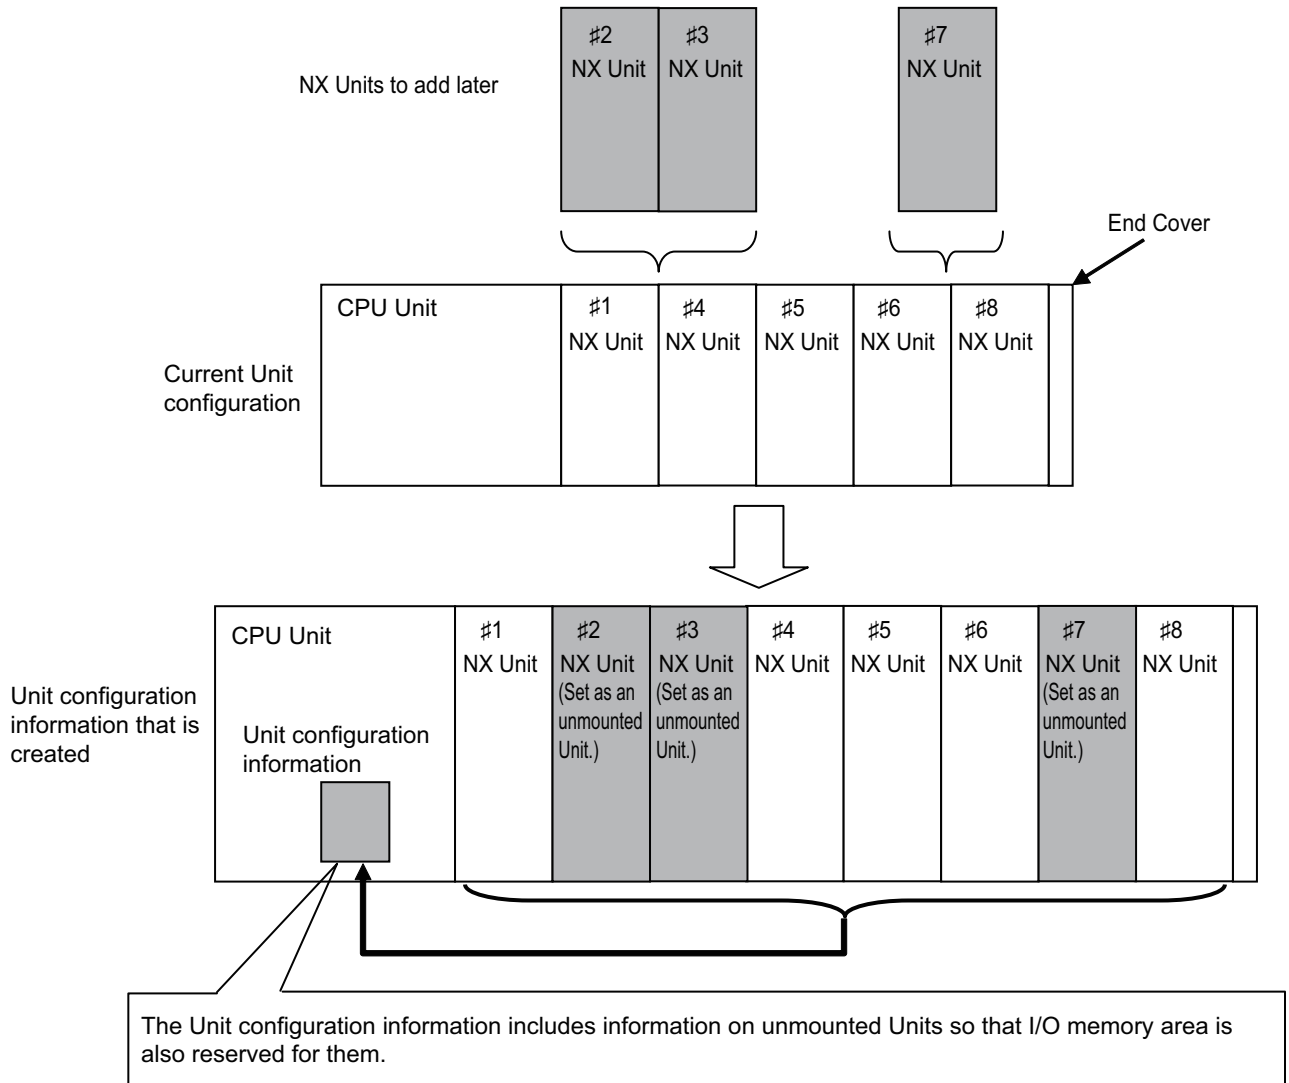 ♯2
NX Unit
♯3
NX Unit
♯7
NX Unit
NX Units to add later
End Cover
CPU Unit
♯1
NX Unit
♯4
NX Unit
♯5
NX Unit
♯6
NX Unit
♯8
NX Unit
Current Unit
configuration
CPU Unit
♯1
NX Unit
♯2
NX Unit
(Set as an
unmounted
Unit.)
♯3
NX Unit
(Set as an
unmounted
Unit.)
♯4
NX Unit
♯5
NX Unit
♯6
NX Unit
♯7
NX Unit
(Set as an
unmounted
Unit.)
♯8
NX Unit
Unit configuration
information that is
created
Unit configuration
information
The Unit configuration information includes information on unmounted Units so that I/O memory area is
also reserved for them.